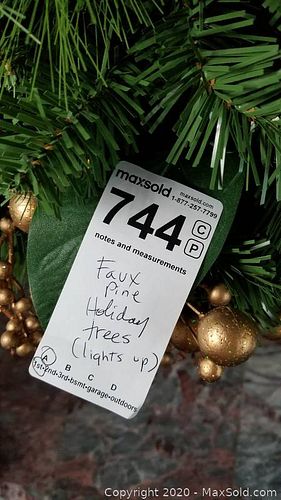 maxsold
maxsold.com
1-877-257-7799
744 C
P
notes and measurements
Faux
Pine
Holiday
trees
(lights up)
A B C D
1st-2nd-3rd-bsmt-garage-outdoors
Copyright 2020 - MaxSold.com